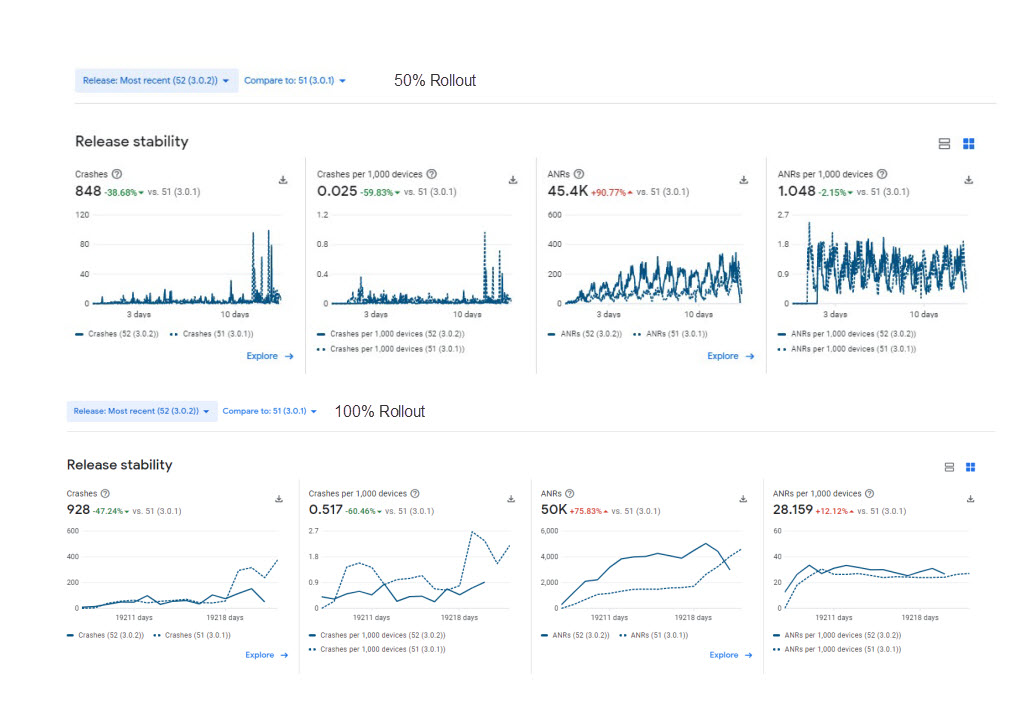 Release: Most recent (52 (3.0.2)) Compare to: 51 (3.0.1) 50% Rollout
Release stability
Crashes
848 -38.68% vs. 51 (3.0.1)
120
80
40
0
3 days 10 days
Crashes (52 (3.0.2)) Crashes (51 (3.0.1))
Explore
Crashes per 1,000 devices
0.025 -59.83% vs. 51 (3.0.1)
1.2
0.8
0.4
0
3 days 10 days
Crashes per 1,000 devices (52 (3.0.2))
Crashes per 1,000 devices (51 (3.0.1))
ANRs
45.4K +90.77% vs. 51 (3.0.1)
600
400
200
0
3 days 10 days
ANRs (52 (3.0.2)) ANRs (51 (3.0.1))
Explore
ANRs per 1,000 devices
1.048 -2.15% vs. 51 (3.0.1)
2.7
1.8
0.9
0
3 days 10 days
ANRs per 1,000 devices (52 (3.0.2))
ANRs per 1,000 devices (51 (3.0.1))
Release: Most recent (52 (3.0.2)) Compare to: 51 (3.0.1) 100% Rollout
Release stability
Crashes
928 -47.24% vs. 51 (3.0.1)
600
400
200
0
19211 days 19218 days
Crashes (52 (3.0.2)) Crashes (51 (3.0.1))
Explore
Crashes per 1,000 devices
0.517 -60.46% vs. 51 (3.0.1)
2.7
1.8
0.9
0
19211 days 19218 days
Crashes per 1,000 devices (52 (3.0.2))
Crashes per 1,000 devices (51 (3.0.1))
ANRs
50K +75.83% vs. 51 (3.0.1)
6,000
4,000
2,000
0
19211 days 19218 days
ANRs (52 (3.0.2)) ANRs (51 (3.0.1))
Explore
ANRs per 1,000 devices
28.159 +12.12% vs. 51 (3.0.1)
60
40
20
0
19211 days 19218 days
ANRs per 1,000 devices (52 (3.0.2))
ANRs per 1,000 devices (51 (3.0.1))